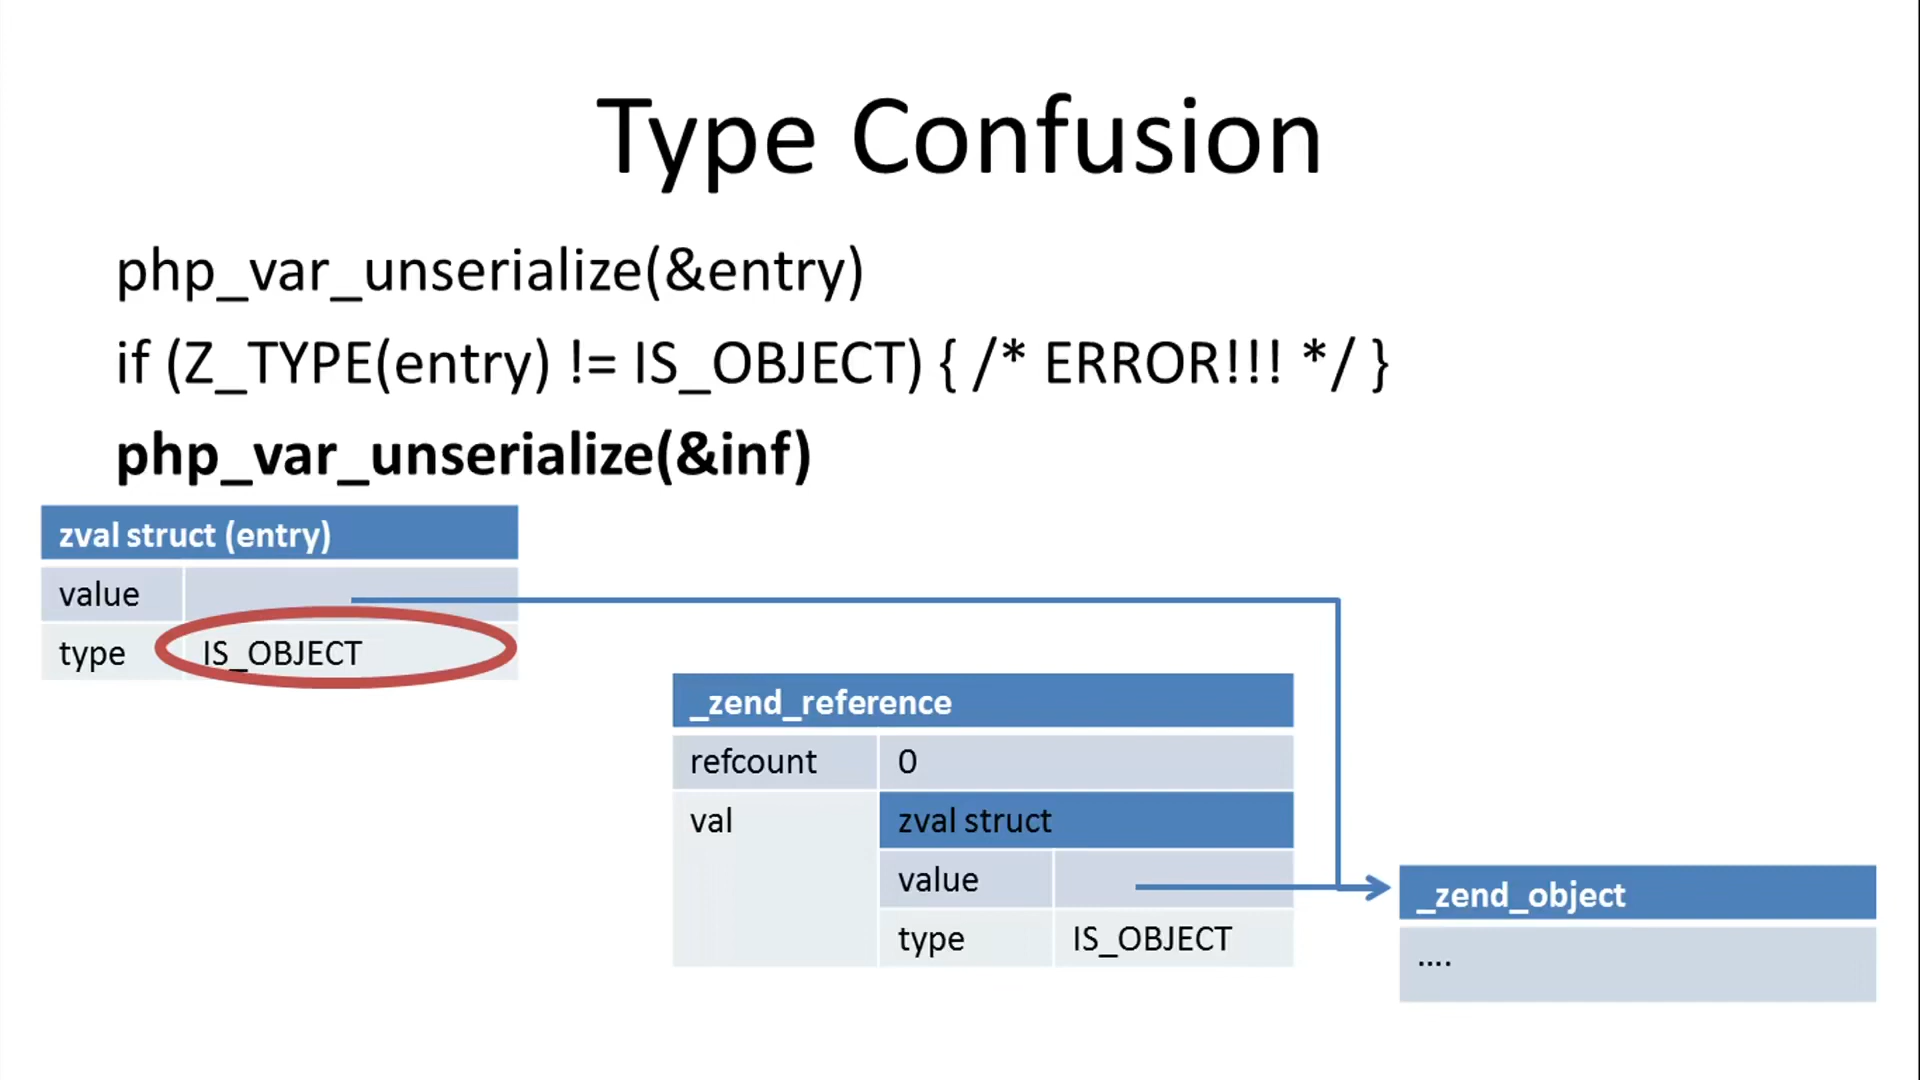 Type Confusion
php_var_unserialize(&entry)
if (Z_TYPE(entry) != IS_OBJECT) { /* ERROR!!! */ }
php_var_unserialize(&inf)
zval struct (entry)
value
type IS_OBJECT
_zend_reference
refcount 0
val zval struct
value
type IS_OBJECT
_zend_object
....